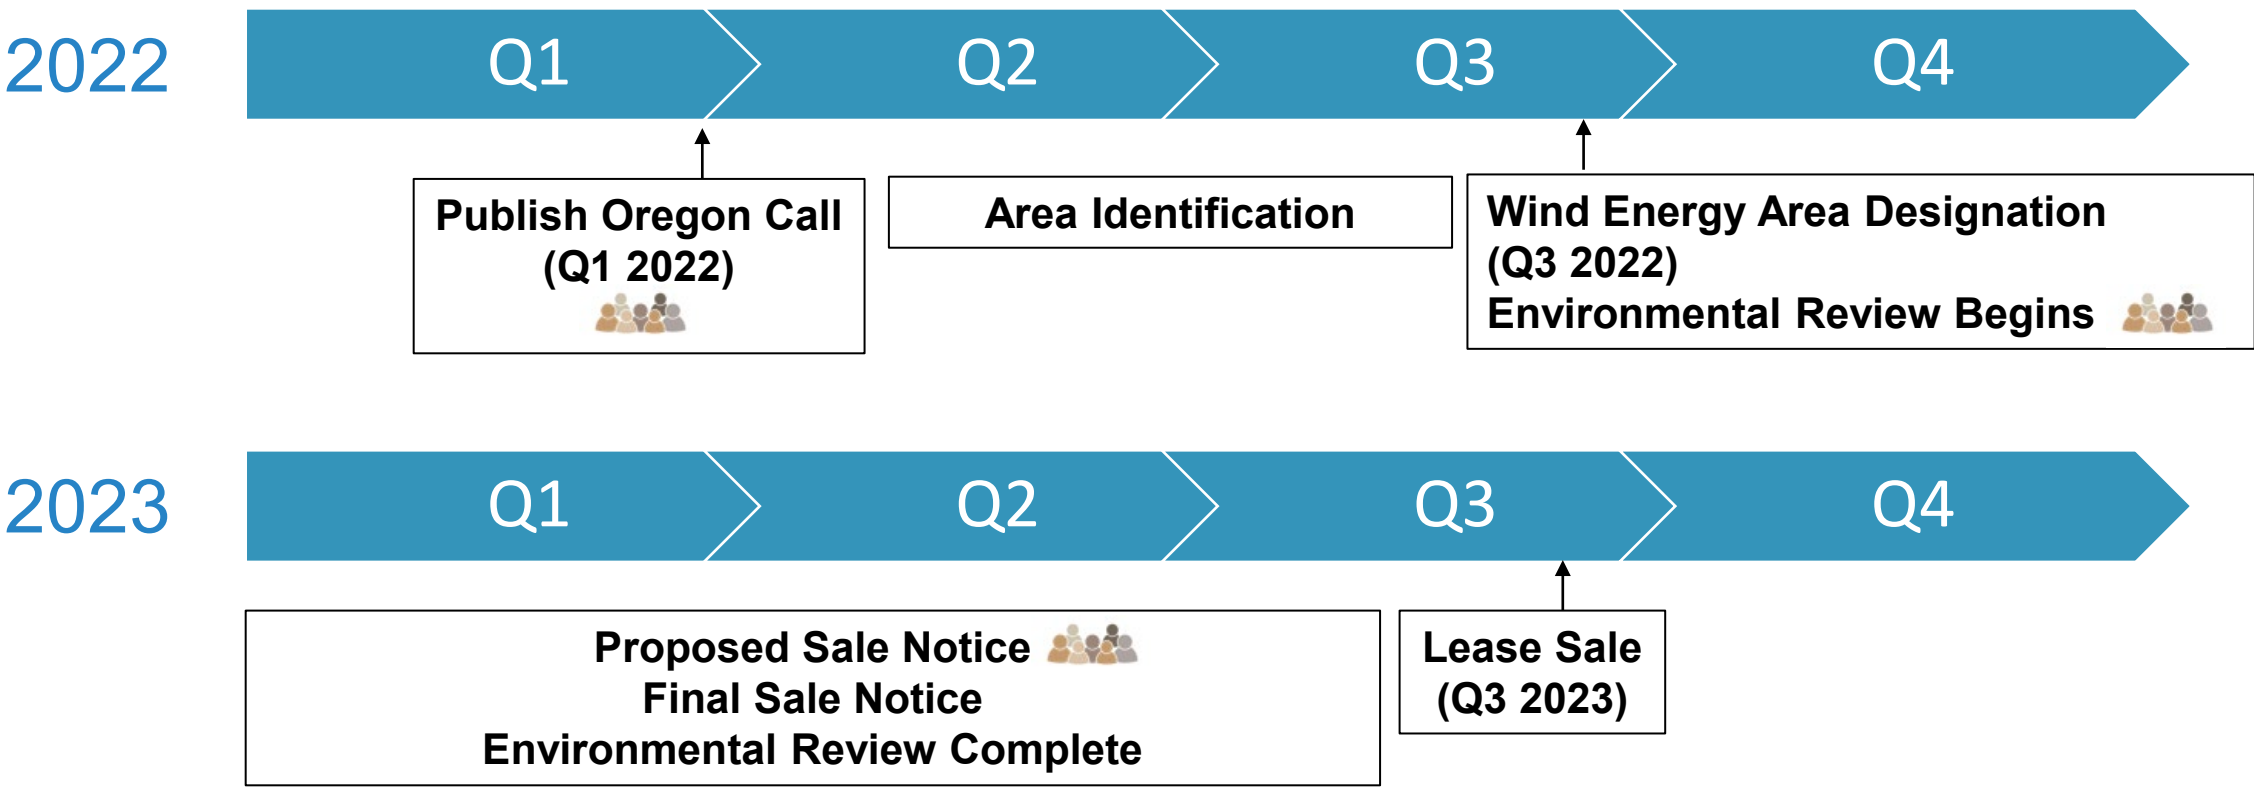 2022
Q1
Q2
Q3
Q4
Publish Oregon Call
(Q1 2022)
Area Identification
Wind Energy Area Designation
(Q3 2022)
Environmental Review Begins
2023
Q1
Q2
Q3
Q4
Proposed Sale Notice
Final Sale Notice
Environmental Review Complete
Lease Sale
(Q3 2023)